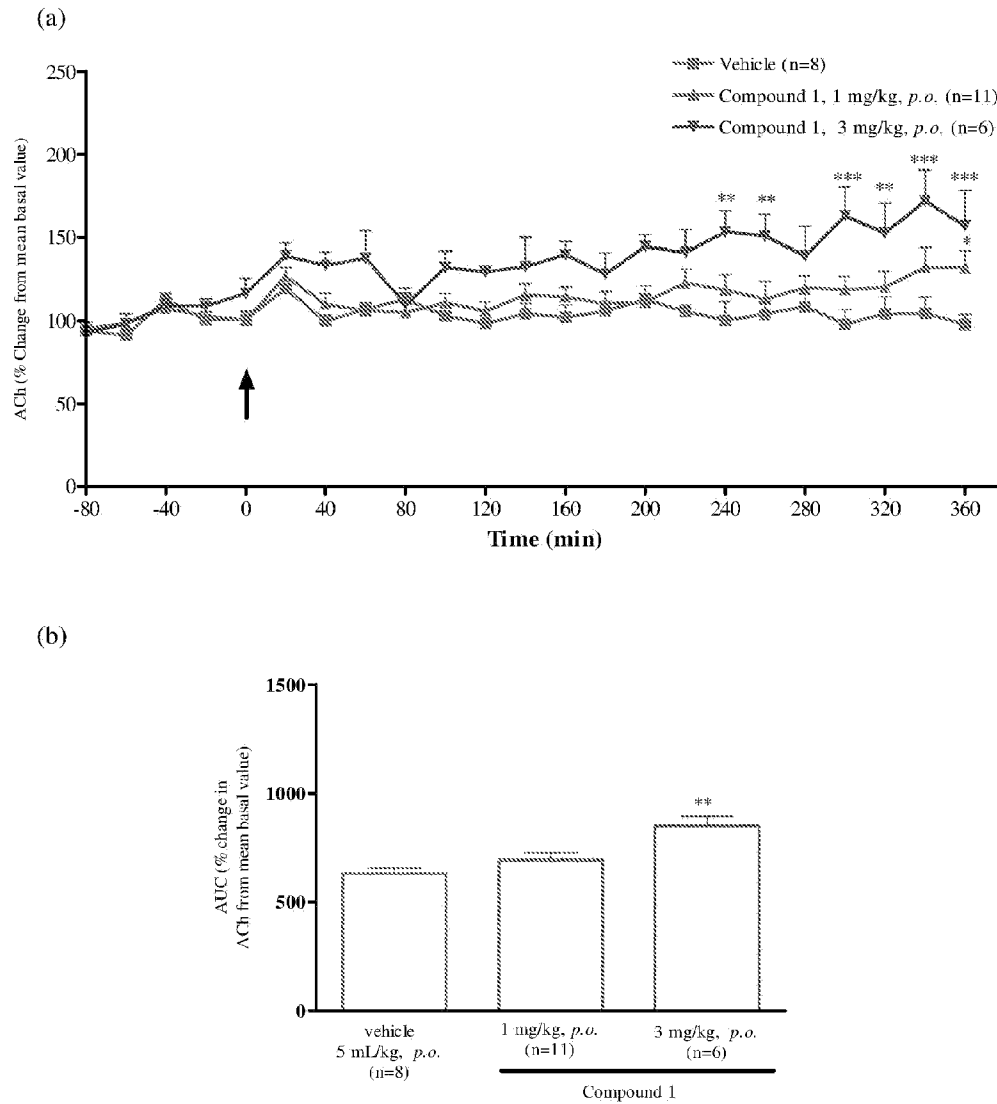 (a)
Vehicle (n=8)
Compound 1, 1 mg/kg, p.o. (n=11)
Compound 1, 3 mg/kg, p.o. (n=6)
250
200
150
100
50
0
*** 
** ** *** ** ***
*
ACh (% Change from mean basal value)
-80 -40 0 40 80 120 160 200 240 280 320 360
Time (min)
(b)
1500
1000
500
0
**
AUC (% change in
ACh from mean basal value)
vehicle
5 mL/kg, p.o.
(n=8)
1 mg/kg, p.o.
(n=11)
3 mg/kg, p.o.
(n=6)
Compound 1